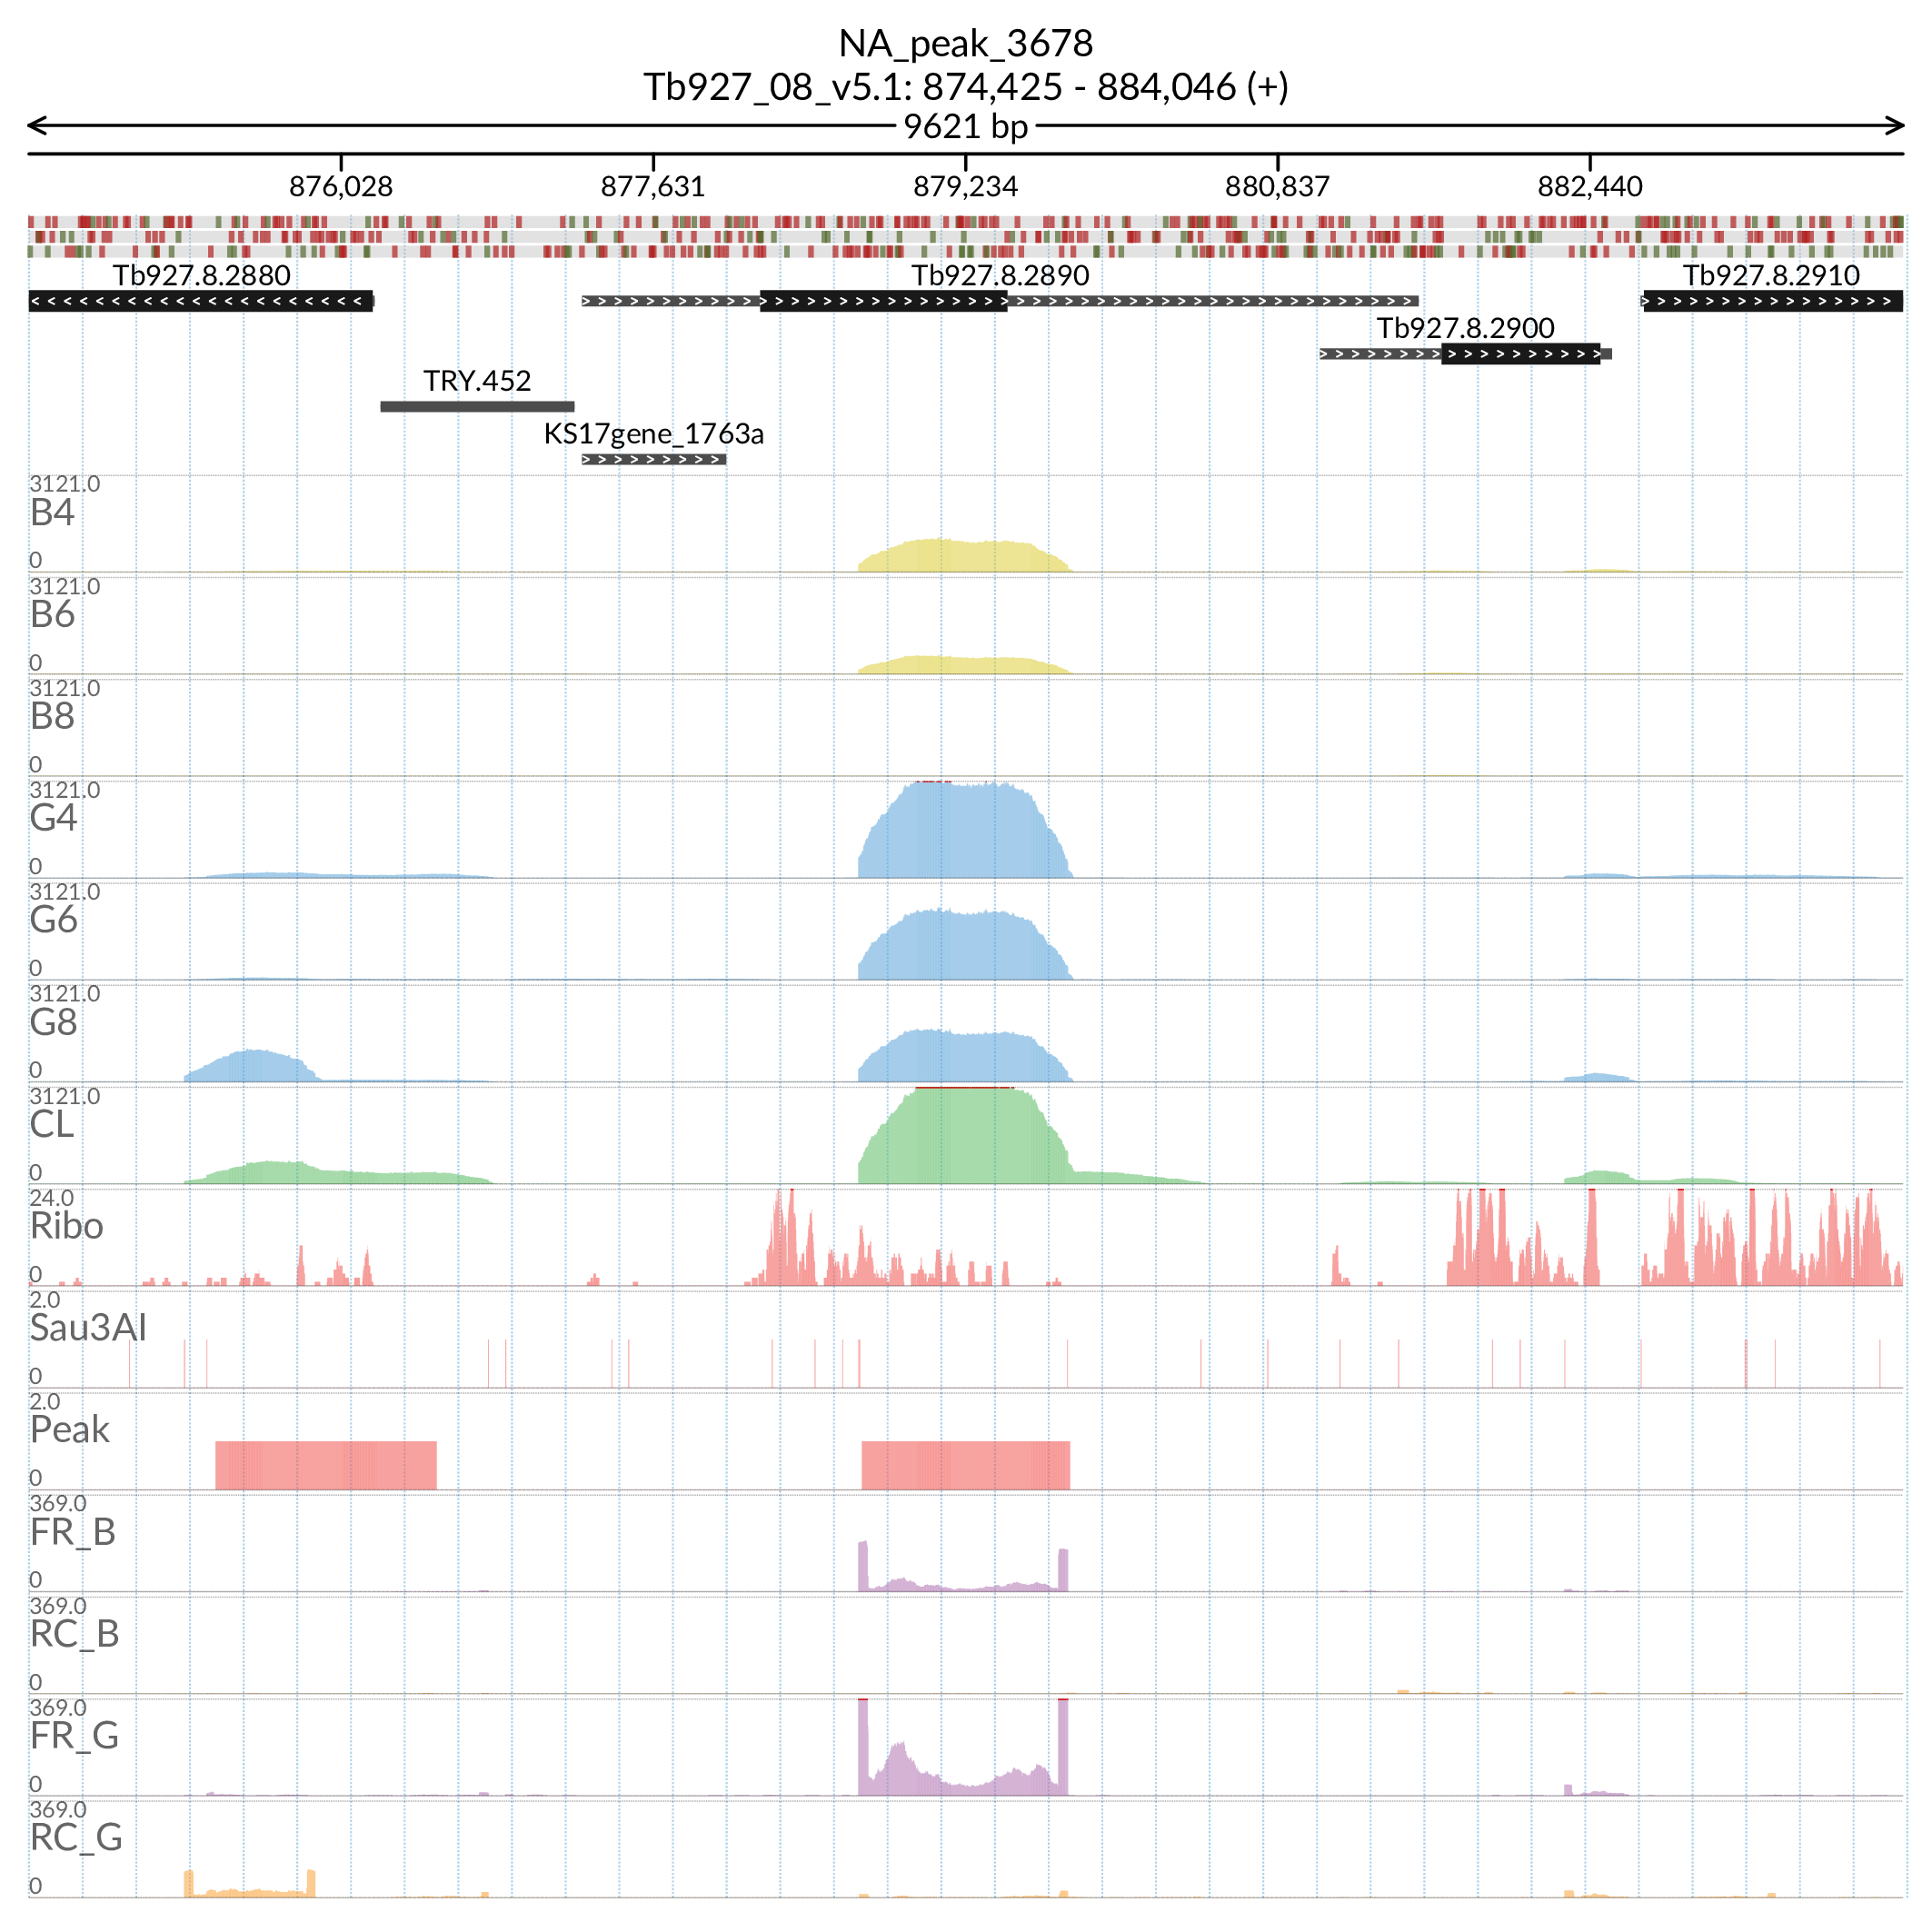 NA_peak_3678
Tb927_08_v5.1: 874,425 - 884,046 (+)
9621 bp
876,028 877,631 879,234 880,837 882,440
Tb927.8.2880 Tb927.8.2890 Tb927.8.2910
Tb927.8.2900
TRY.452
KS17gene_1763a
3121.0
B4
0
3121.0
B6
0
3121.0
B8
0
3121.0
G4
0
3121.0
G6
0
3121.0
G8
0
3121.0
CL
0
24.0
Ribo
0
2.0
Sau3AI
0
2.0
Peak
0
369.0
FR_B
0
369.0
RC_B
0
369.0
FR_G
0
369.0
RC_G
0